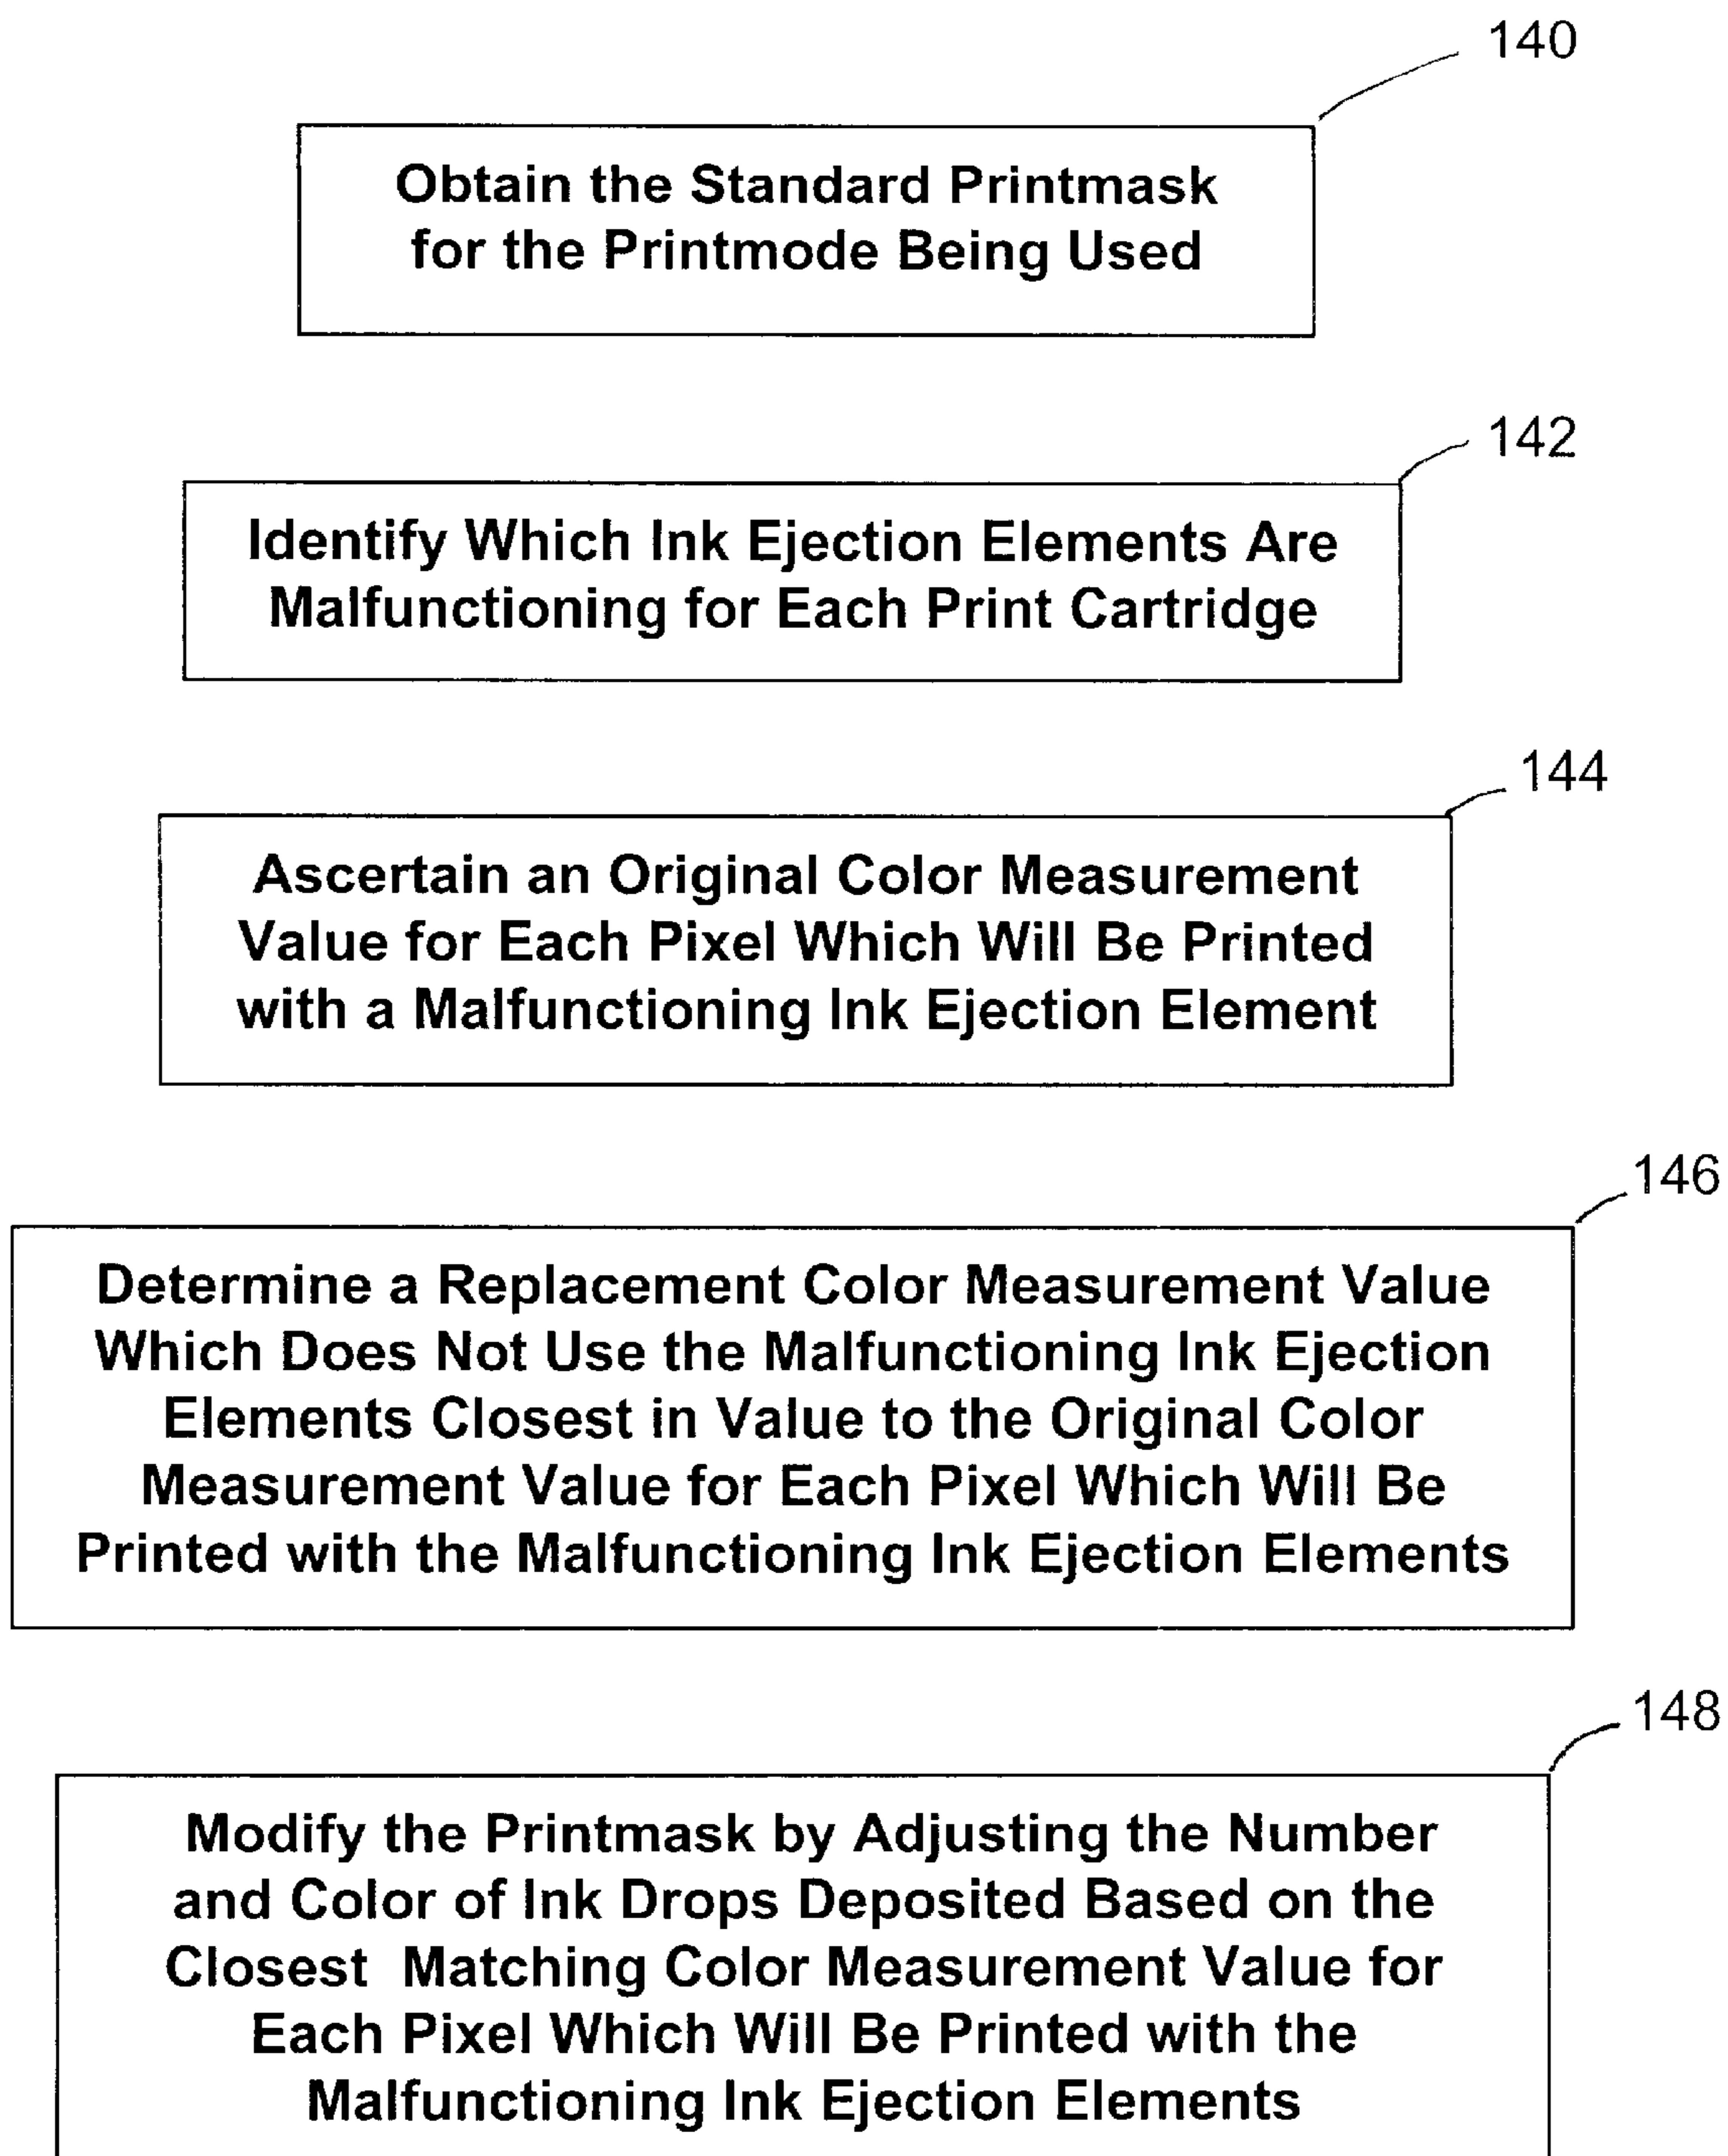 140
Obtain the Standard Printmask
for the Printmode Being Used
142
Identify Which Ink Ejection Elements Are
Malfunctioning for Each Print Cartridge
144
Ascertain an Original Color Measurement
Value for Each Pixel Which Will Be Printed
with a Malfunctioning Ink Ejection Element
146
Determine a Replacement Color Measurement Value
Which Does Not Use the Malfunctioning Ink Ejection
Elements Closest in Value to the Original Color
Measurement Value for Each Pixel Which Will Be
Printed with the Malfunctioning Ink Ejection Elements
148
Modify the Printmask by Adjusting the Number
and Color of Ink Drops Deposited Based on the
Closest Matching Color Measurement Value for
Each Pixel Which Will Be Printed with the
Malfunctioning Ink Ejection Elements